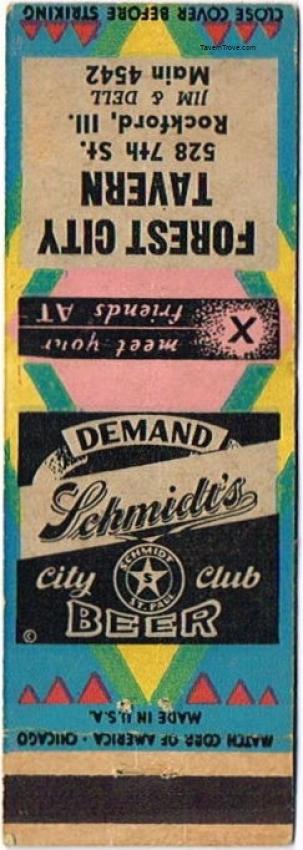 CLOSE COVER BEFORE STRIKING
TavernTrove.com
Main 4542
JIM & DELL
Rockford, Ill.
528 7th St.
TAVERN
FOREST CITY
meet your
friends AT
X
DEMAND
Schmidt's
City Club
SCHMIDT
S
ST. PAUL
BEER
©
MADE IN U.S.A.
MATCH CORP. OF AMERICA · CHICAGO